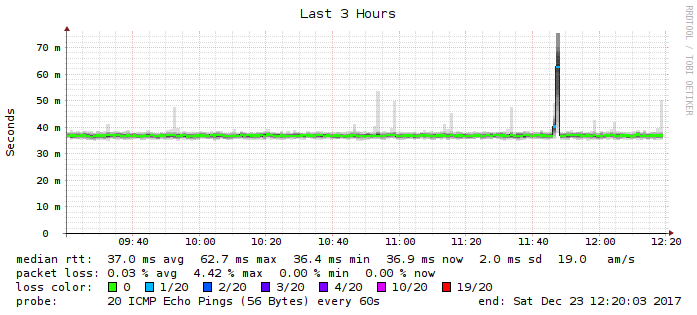 Last 3 Hours
RRDTOOL / TOBI OETIKER
Seconds
70 m
60 m
50 m
40 m
30 m
20 m
10 m
0
09:40 10:00 10:20 10:40 11:00 11:20 11:40 12:00 12:20
median rtt: 37.0 ms avg 62.7 ms max 36.4 ms min 36.9 ms now 2.0 ms sd 19.0 am/s
packet loss: 0.03 % avg 4.42 % max 0.00 % min 0.00 % now
loss color: 0 1/20 2/20 3/20 4/20 10/20 19/20
probe: 20 ICMP Echo Pings (56 Bytes) every 60s end: Sat Dec 23 12:20:03 2017